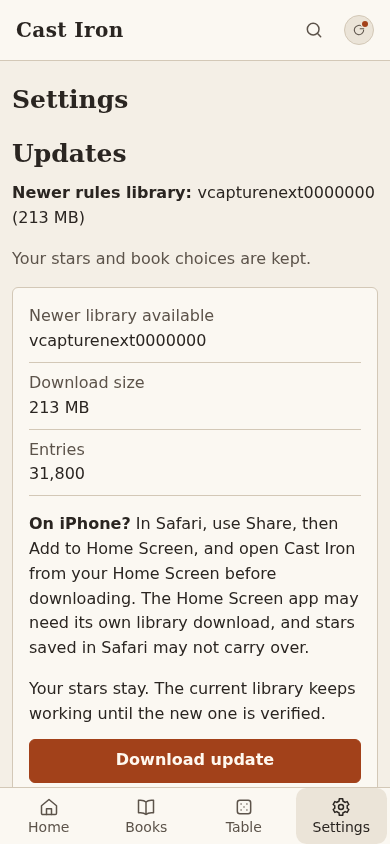 Cast Iron
Settings
Updates
Newer rules library: vcapturenext0000000
(213 MB)
Your stars and book choices are kept.
Newer library available
vcapturenext0000000
Download size
213 MB
Entries
31,800
On iPhone? In Safari, use Share, then
Add to Home Screen, and open Cast Iron
from your Home Screen before
downloading. The Home Screen app may
need its own library download, and stars
saved in Safari may not carry over.
Your stars stay. The current library keeps
working until the new one is verified.
Download update
Home
Books
Table
Settings